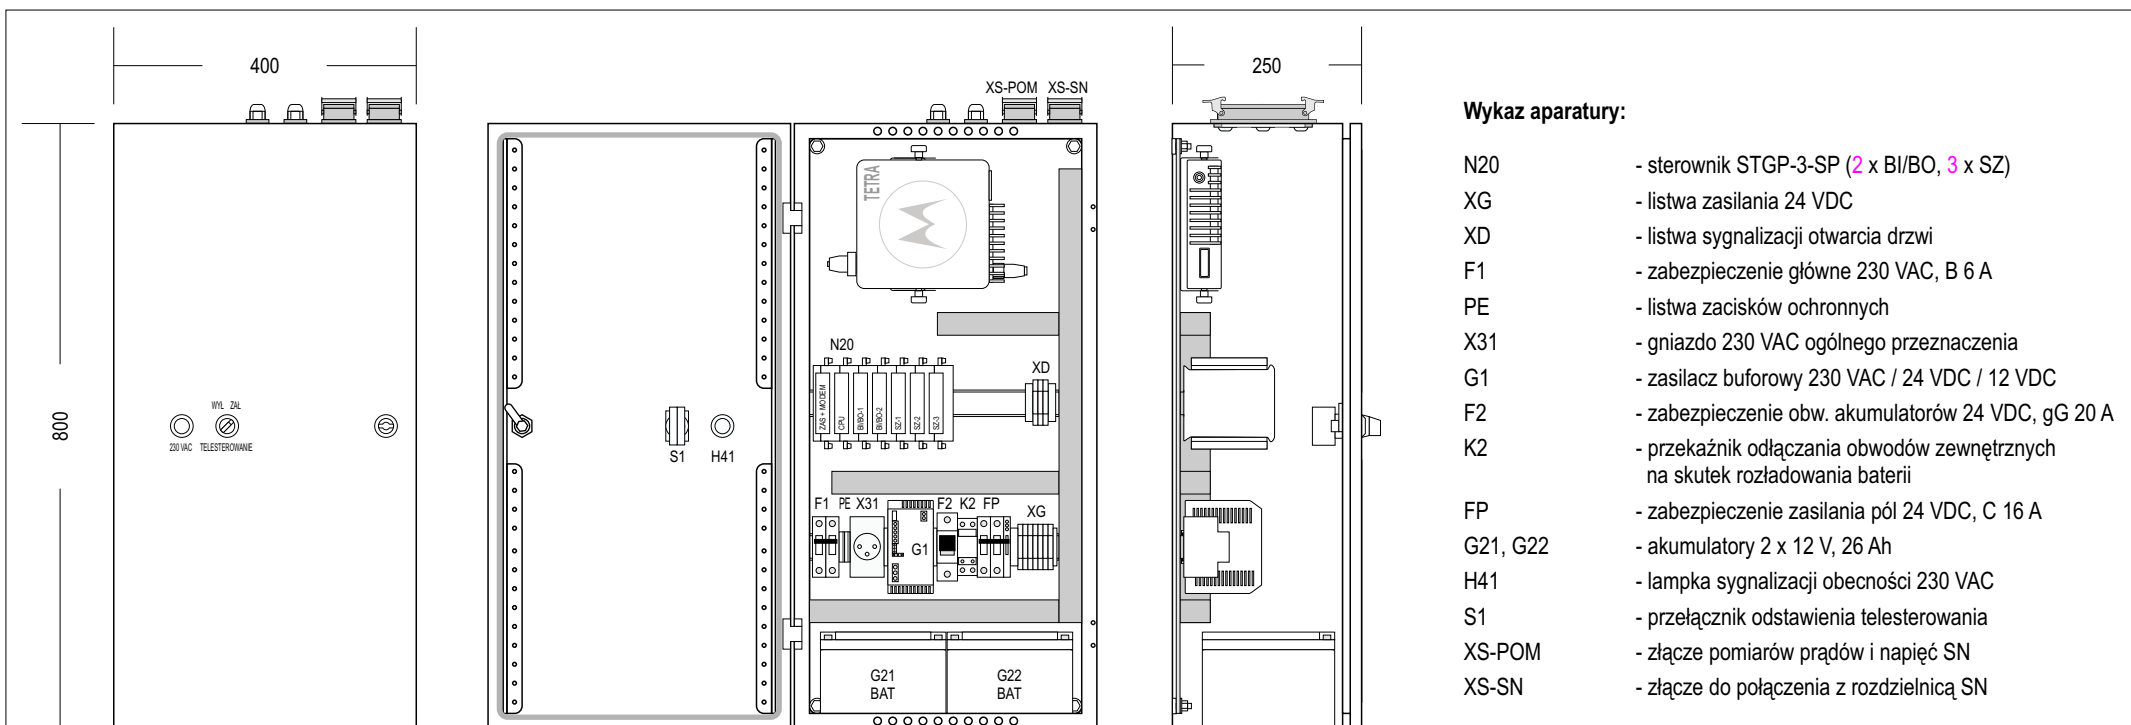 400
XS-POM
XS-SN
250
800
WYŁ ZAŁ
230 VAC
TELESTEROWANIE
S1
H41
TETRA
N20
ZAS + MODEM
CPU
BI/BO-1
BI/BO-2
SZ-1
SZ-2
SZ-3
XD
F1
PE
X31
G1
F2
K2
FP
XG
G21
BAT
G22
BAT
Wykaz aparatury:
N20 - sterownik STGP-3-SP (2 x BI/BO, 3 x SZ)
XG - listwa zasilania 24 VDC
XD - listwa sygnalizacji otwarcia drzwi
F1 - zabezpieczenie główne 230 VAC, B 6 A
PE - listwa zacisków ochronnych
X31 - gniazdo 230 VAC ogólnego przeznaczenia
G1 - zasilacz buforowy 230 VAC / 24 VDC / 12 VDC
F2 - zabezpieczenie obw. akumulatorów 24 VDC, gG 20 A
K2 - przekaźnik odłączania obwodów zewnętrznych
na skutek rozładowania baterii
FP - zabezpieczenie zasilania pól 24 VDC, C 16 A
G21, G22 - akumulatory 2 x 12 V, 26 Ah
H41 - lampka sygnalizacji obecności 230 VAC
S1 - przełącznik odstawienia telesterowania
XS-POM - złącze pomiarów prądów i napięć SN
XS-SN - złącze do połączenia z rozdzielnicą SN